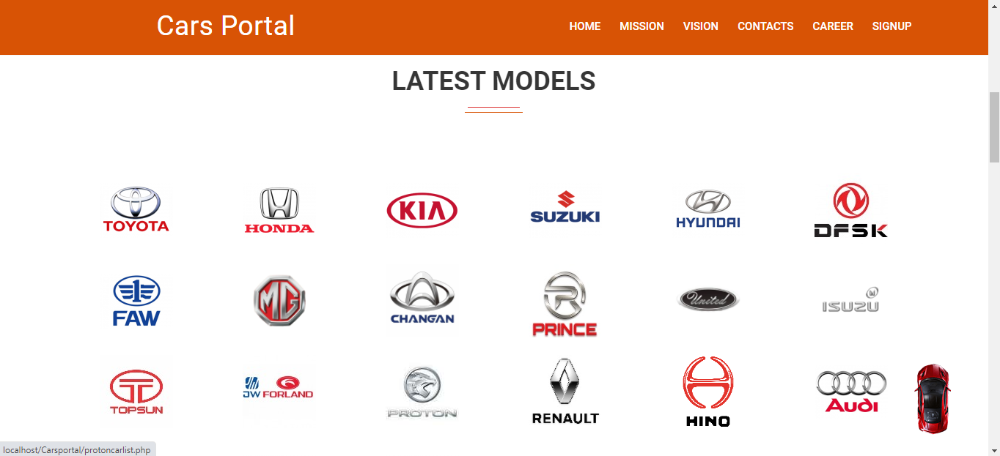 Cars Portal
HOME MISSION VISION CONTACTS CAREER SIGNUP
LATEST MODELS
TOYOTA
HONDA
KIA
SUZUKI
HYUNDAI
DFSK
FAW
MG
CHANGAN
PRINCE
United
ISUZU
TOPSUN
JW FORLAND
PROTON
RENAULT
HINO
Audi
localhost/Carsportal/protoncarlist.php